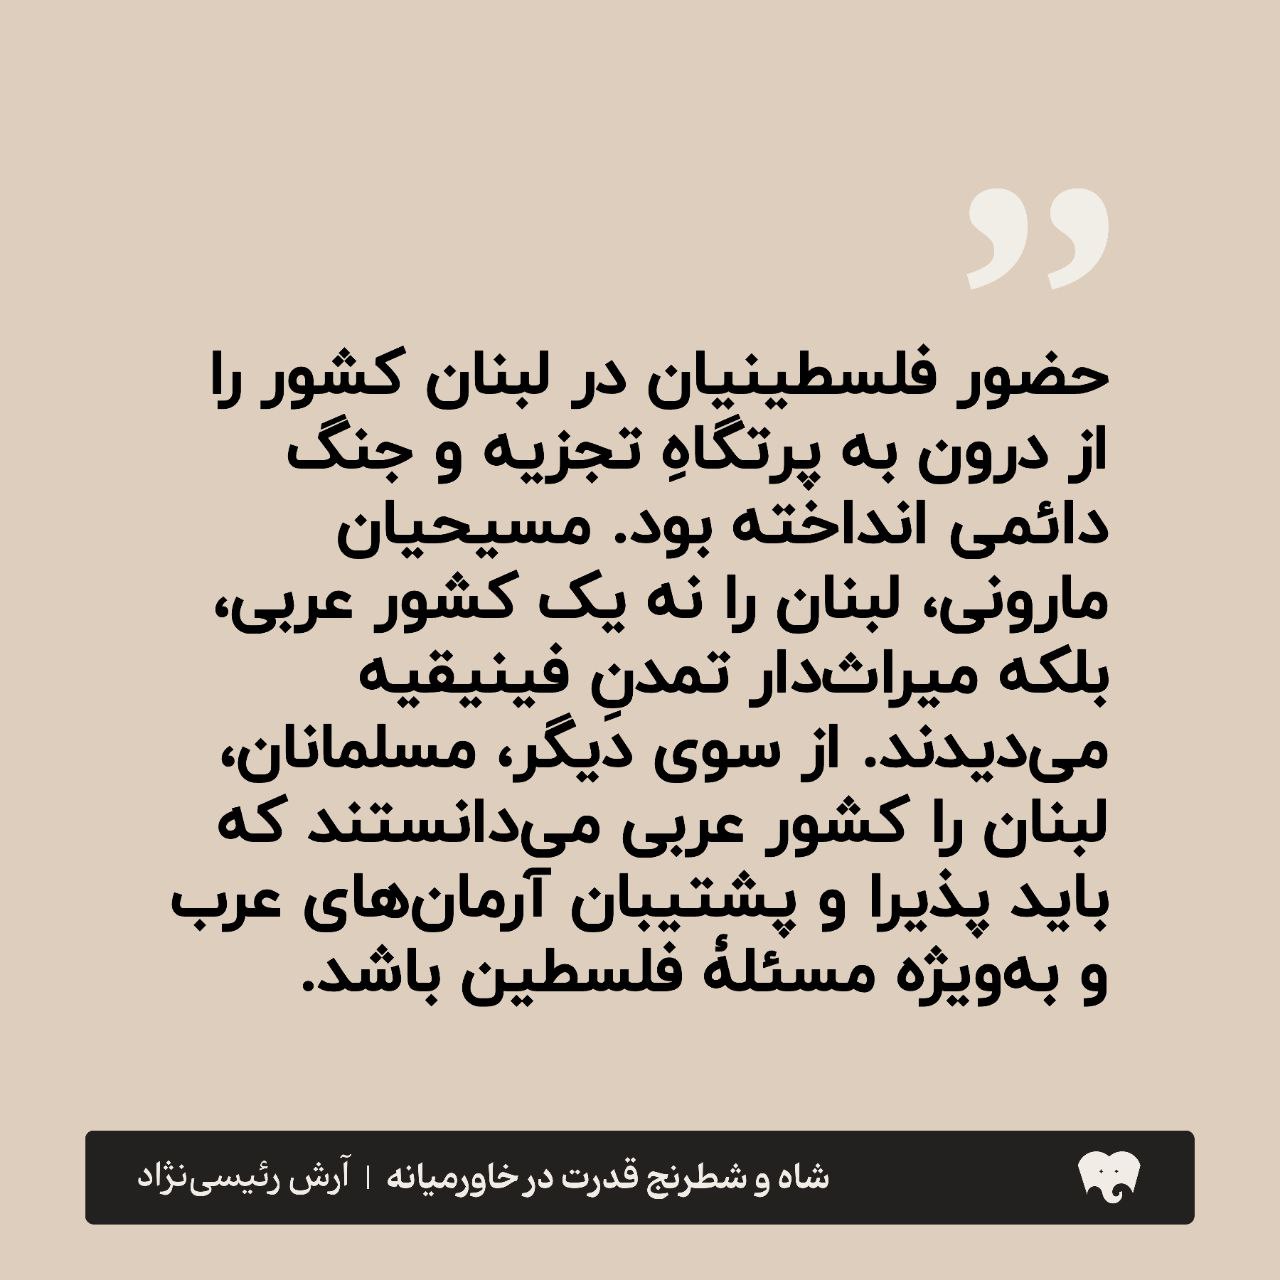 ”
حضور فلسطینیان در لبنان کشور را
از درون به پرتگاهِ تجزیه و جنگ
دائمی انداخته بود. مسیحیان
مارونی، لبنان را نه یک کشور عربی،
بلکه میراث‌دار تمدنِ فینیقیه
می‌دیدند. از سوی دیگر، مسلمانان،
لبنان را کشور عربی می‌دانستند که
باید پذیرا و پشتیبان آرمان‌های عرب
و به‌ویژه مسئلهٔ فلسطین باشد.
شاه و شطرنج قدرت در خاورمیانه | آرش رئیسی‌نژاد